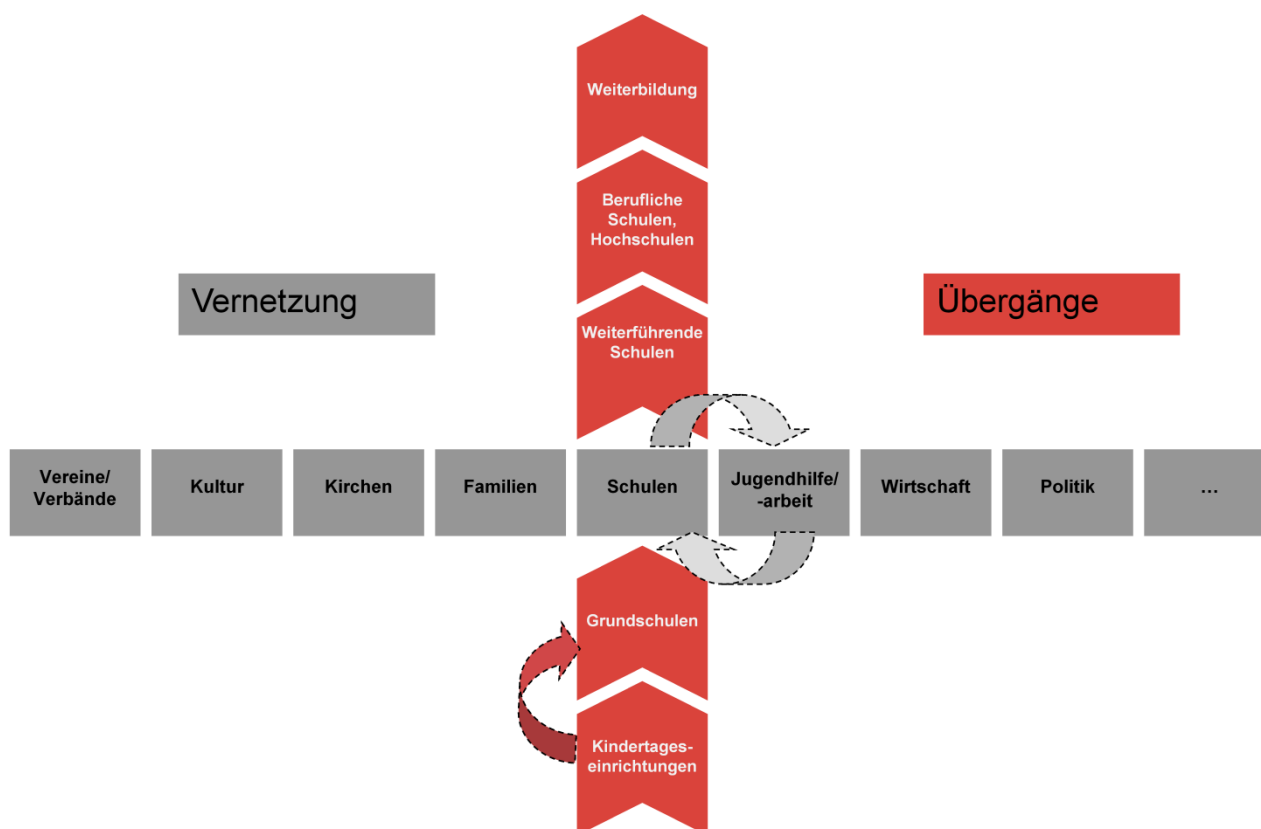 Weiterbildung
Berufliche
Schulen,
Hochschulen
Vernetzung
Übergänge
Weiterführende
Schulen
Vereine/
Verbände
Kultur
Kirchen
Familien
Schulen
Jugendhilfe/
-arbeit
Wirtschaft
Politik
...
Grundschulen
Kindertages-
einrichtungen